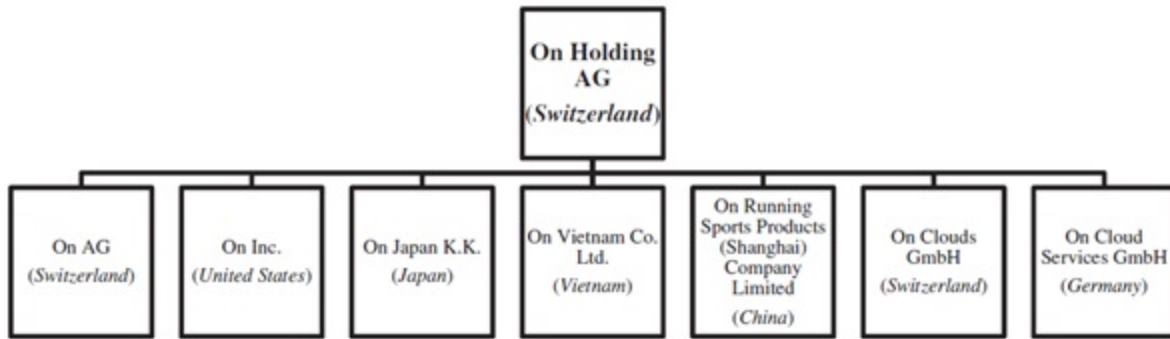 On Holding
AG
(Switzerland)
On AG
(Switzerland)
On Inc.
(United States)
On Japan K.K.
(Japan)
On Vietnam Co.
Ltd.
(Vietnam)
On Running
Sports Products
(Shanghai)
Company
Limited
(China)
On Clouds
GmbH
(Switzerland)
On Cloud
Services GmbH
(Germany)